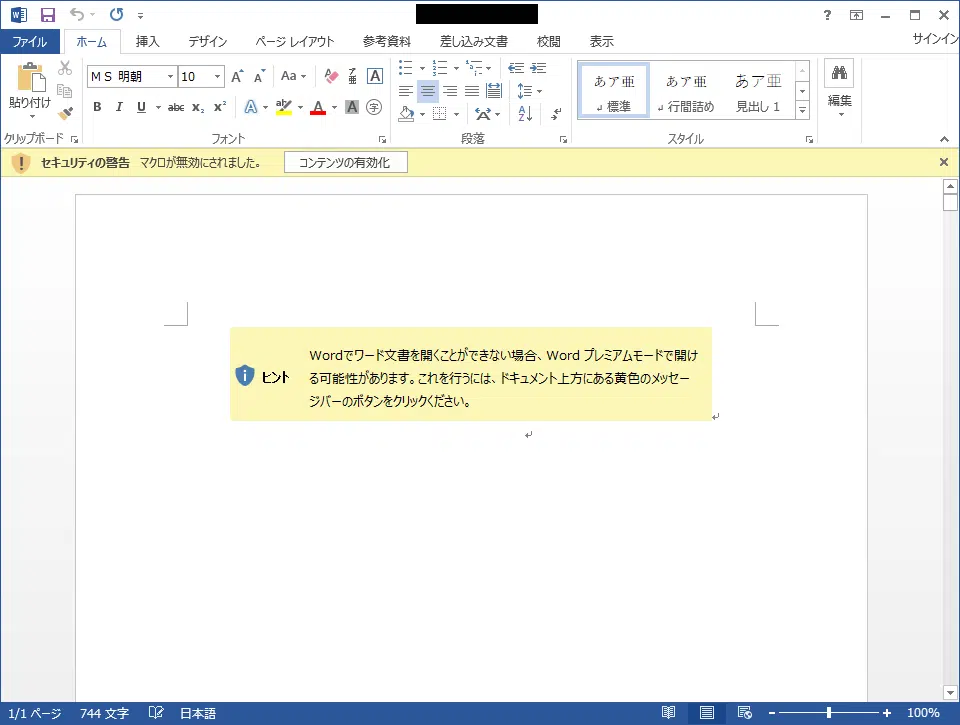 ファイル ホーム 挿入 デザイン ページ レイアウト 参考資料 差し込み文書 校閲 表示 サインイン
貼り付け
ＭＳ 明朝 10 Aa A
B I U abc x₂ x² A A A 字
あア亜 あア亜 あア亜
標準 行間詰め 見出し 1
編集
クリップボード フォント 段落 スタイル
セキュリティの警告 マクロが無効にされました。 コンテンツの有効化
ヒント
Wordでワード文書を開くことができない場合、Word プレミアムモードで開け
る可能性があります。これを行うには、ドキュメント上方にある黄色のメッセー
ジバーのボタンをクリックください。
1/1 ページ 744 文字 日本語 100%